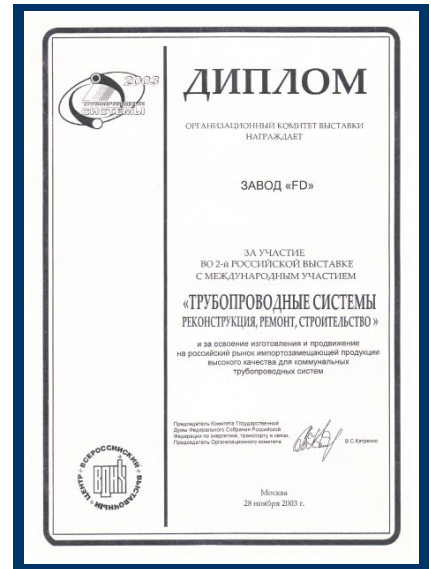 2003
ТРУБОПРОВОДНЫЕ
СИСТЕМЫ
ДИПЛОМ
ОРГАНИЗАЦИОННЫЙ КОМИТЕТ ВЫСТАВКИ
НАГРАЖДАЕТ
ЗАВОД «FD»
ЗА УЧАСТИЕ
ВО 2-й РОССИЙСКОЙ ВЫСТАВКЕ
С МЕЖДУНАРОДНЫМ УЧАСТИЕМ
«ТРУБОПРОВОДНЫЕ СИСТЕМЫ
РЕКОНСТРУКЦИЯ, РЕМОНТ, СТРОИТЕЛЬСТВО»
и за освоение изготовления и продвижение
на российский рынок импортозамещающей продукции
высокого качества для коммунальных
трубопроводных систем
Председатель Комитета Государственной
Думы Федерального Собрания Российской
Федерации по энергетике, транспорту и связи,
Председатель Организационного комитета
В.С.Катренко
ВСЕРОССИЙСКИЙ ВЫСТАВОЧНЫЙ ЦЕНТР
Москва
28 ноября 2003 г.